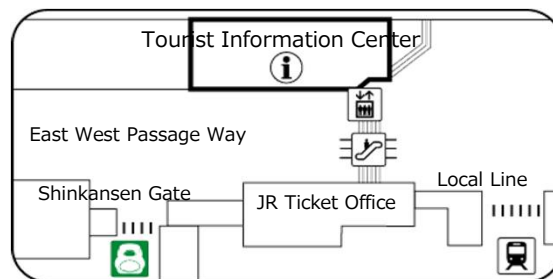 Tourist Information Center
East West Passage Way
Shinkansen Gate
JR Ticket Office
Local Line